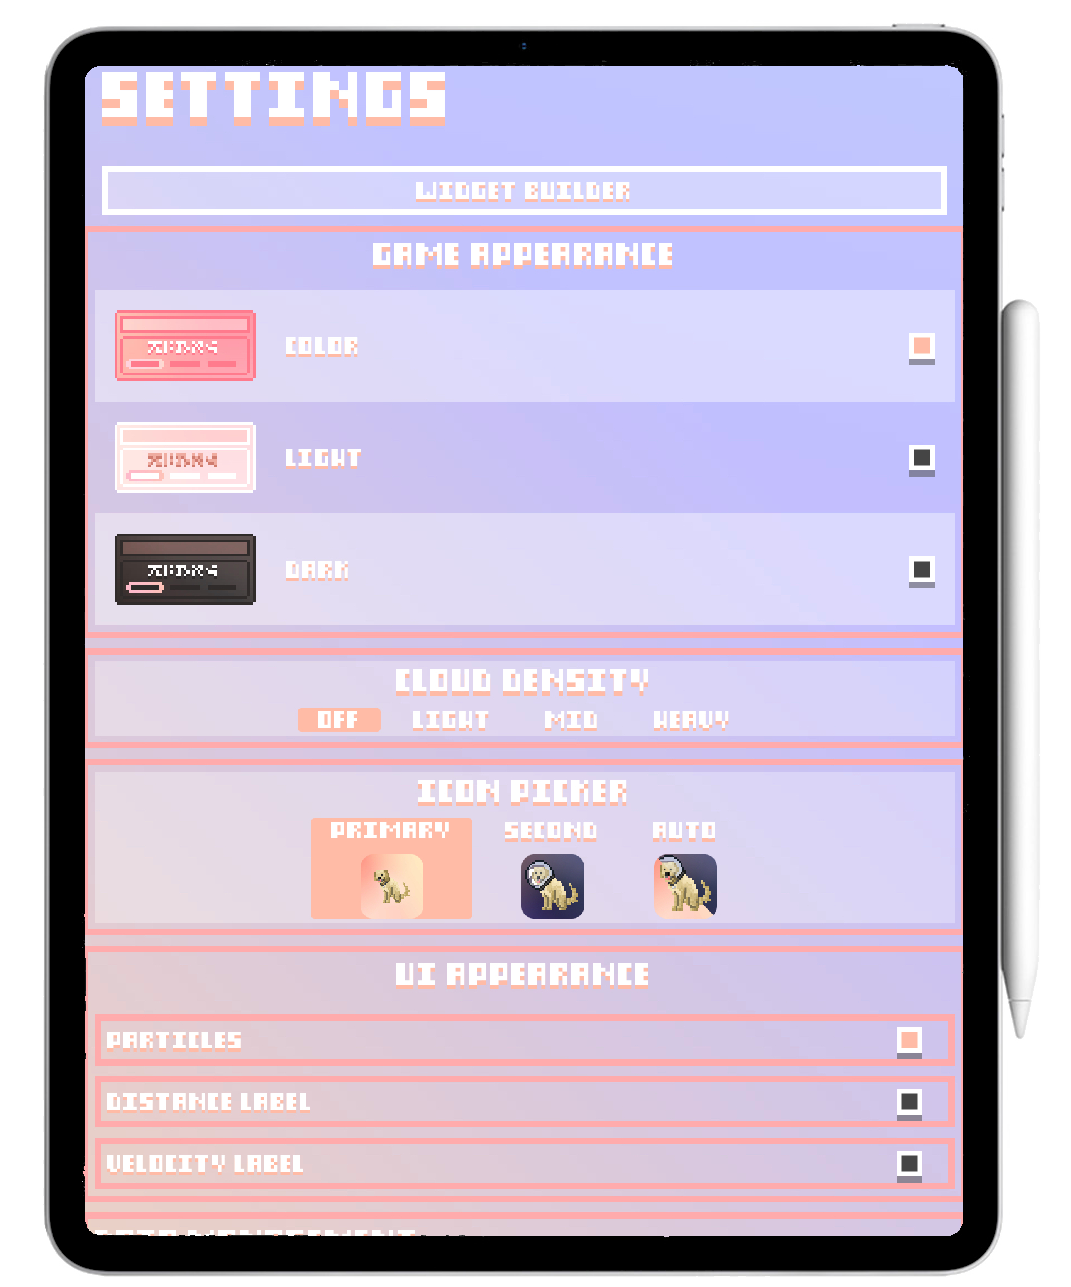 SETTINGS
WIDGET BUILDER
GAME APPEARANCE
COLOR
LIGHT
DARK
CLOUD DENSITY
OFF LIGHT MID HEAVY
ICON PICKER
PRIMARY SECOND AUTO
UI APPEARANCE
PARTICLES
DISTANCE LABEL
VELOCITY LABEL